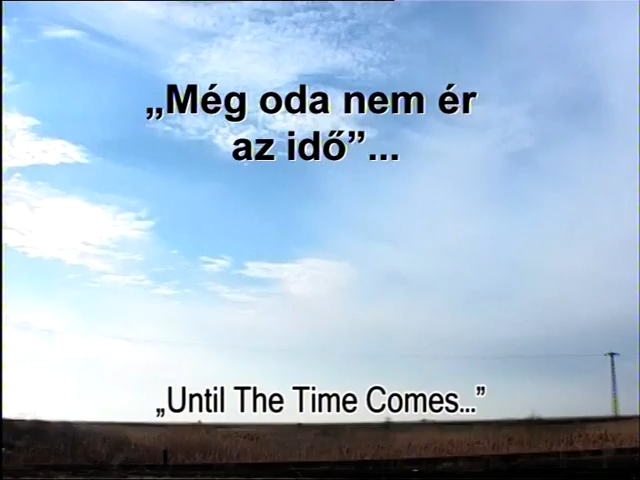 „Még oda nem ér
az idő”...
„Until The Time Comes...”